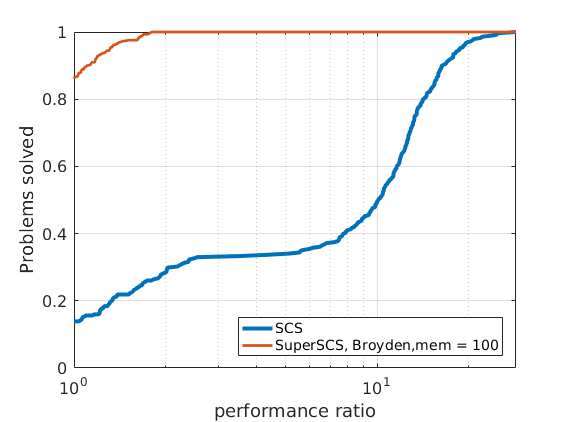 1
0.8
0.6
0.4
0.2
0
Problems solved
SCS
SuperSCS, Broyden,mem = 100
10^0
10^1
performance ratio